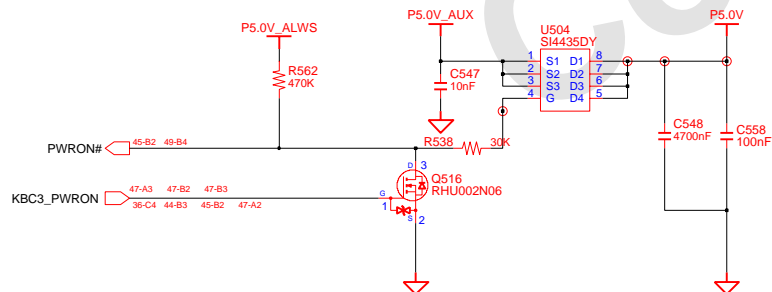 P5.0V_ALWS
P5.0V_AUX
P5.0V
U504
SI4435DY
R562
470K
C547
10nF
1 S1 D1 8
2 S2 D2 7
3 S3 D3 6
4 G D4 5
C548
4700nF
C558
100nF
R538
30K
PWRON#
45-B2 49-B4
D 3
Q516
RHU002N06
KBC3_PWRON
47-A3 47-B2 47-B3
36-C4 44-B3 45-B2 47-A2
G
1
S 2